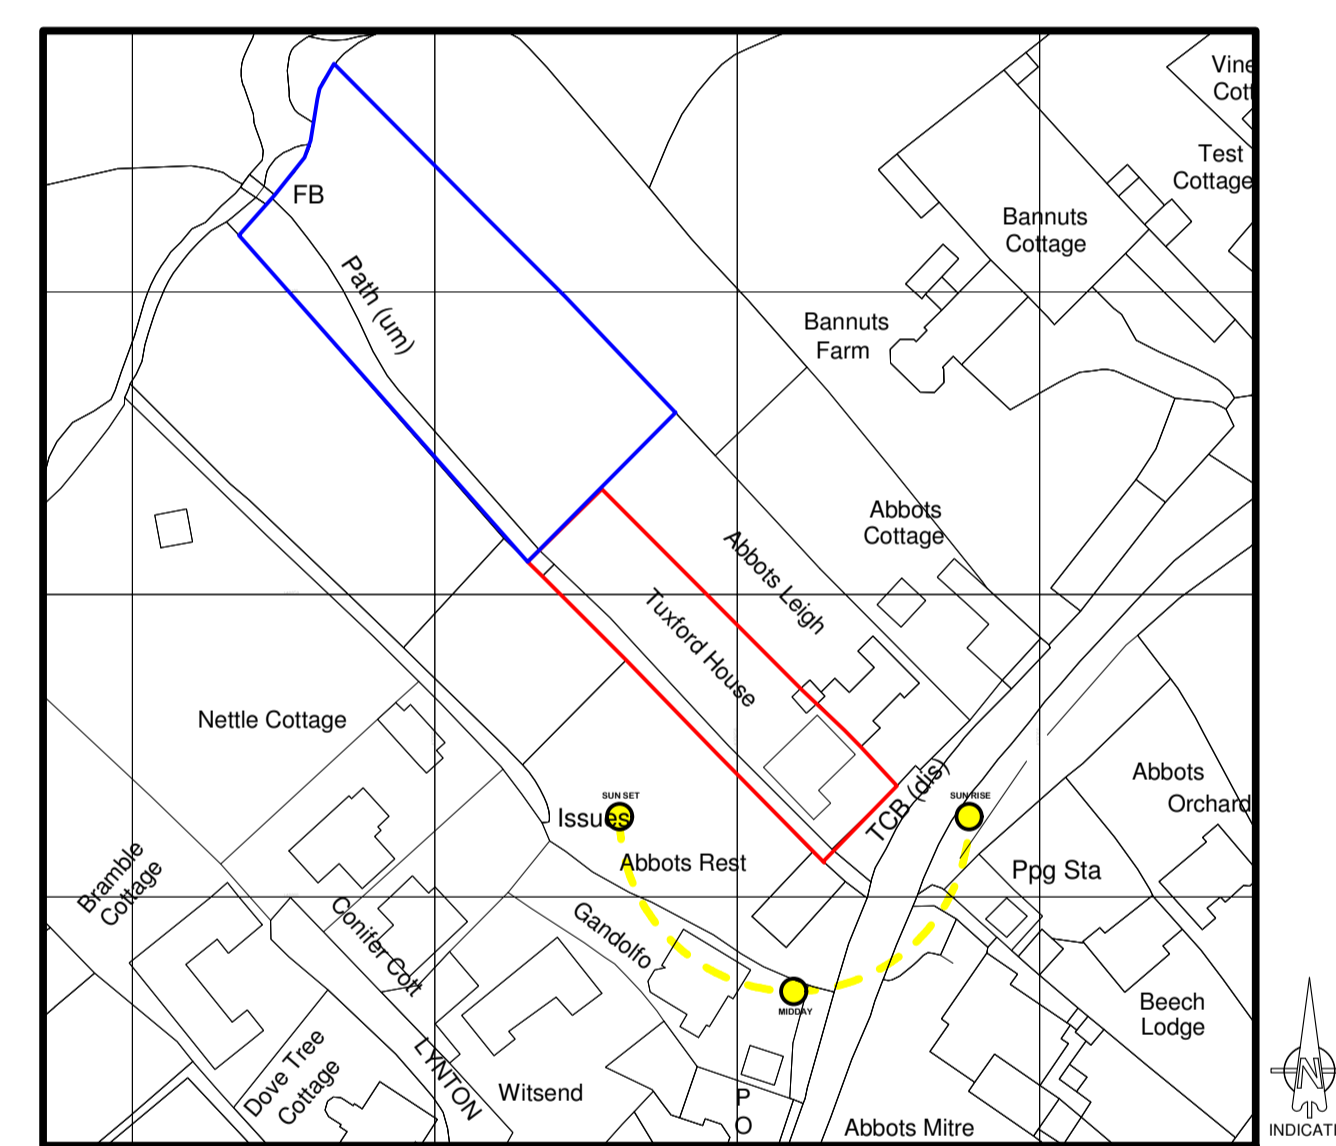 Vine
Cott
Test
Cottage
FB
Bannuts
Cottage
Path (um)
Bannuts
Farm
Abbots
Cottage
Abbots Leigh
Tuxford House
Nettle Cottage
TCB (dis)
Abbots
Orchard
SUN SET
SUN RISE
Issues
Abbots Rest
Ppg Sta
Bramble
Cottage
Conifer Cott
Gandolfo
MIDDAY
Beech
Lodge
Dove Tree
Cottage
LYNTON
Witsend
P
O
Abbots Mitre
N
INDICATI